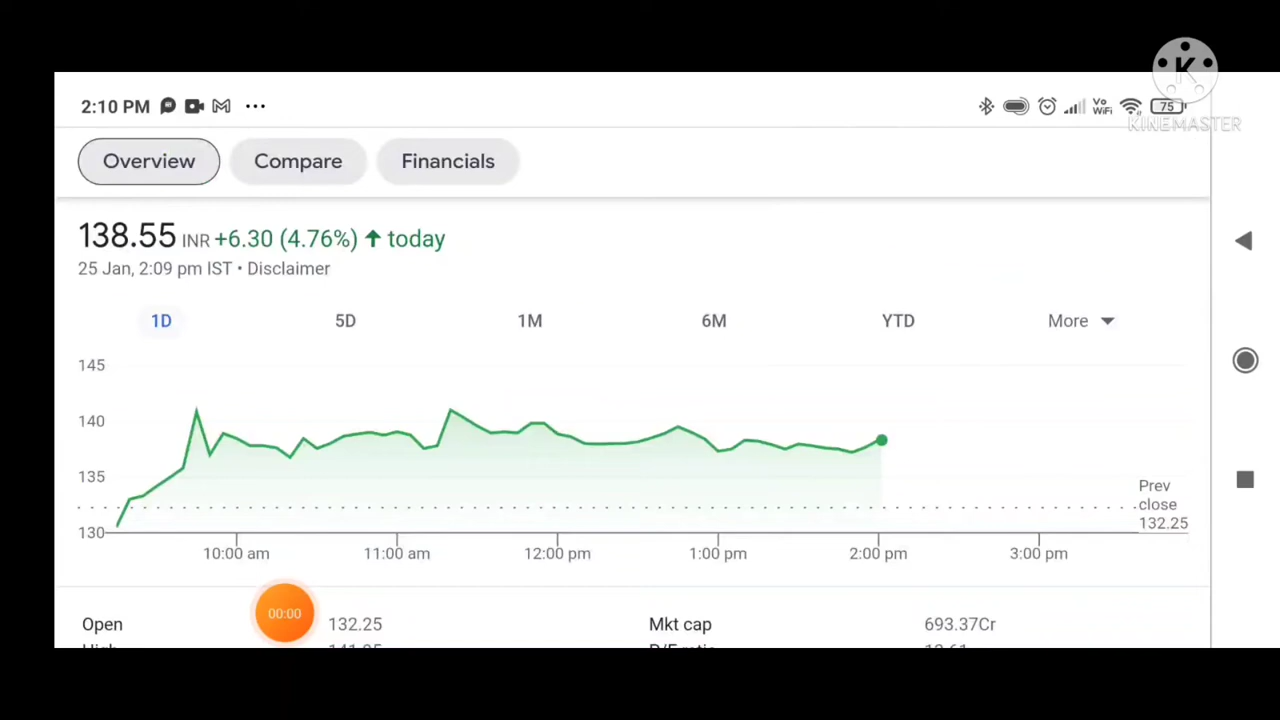 KINEMASTER
2:10 PM ...
Vo WiFi 75
Overview Compare Financials
138.55 INR +6.30 (4.76%) ↑ today
25 Jan, 2:09 pm IST • Disclaimer
1D 5D 1M 6M YTD More
145
140
135
130
Prev
close
132.25
10:00 am 11:00 am 12:00 pm 1:00 pm 2:00 pm 3:00 pm
00:00
Open 132.25 Mkt cap 693.37Cr